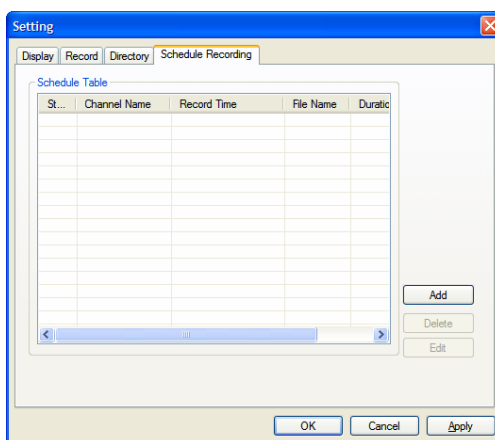 Setting
Display Record Directory Schedule Recording
Schedule Table
St... Channel Name Record Time File Name Duratic
Add
Delete
Edit
OK Cancel Apply